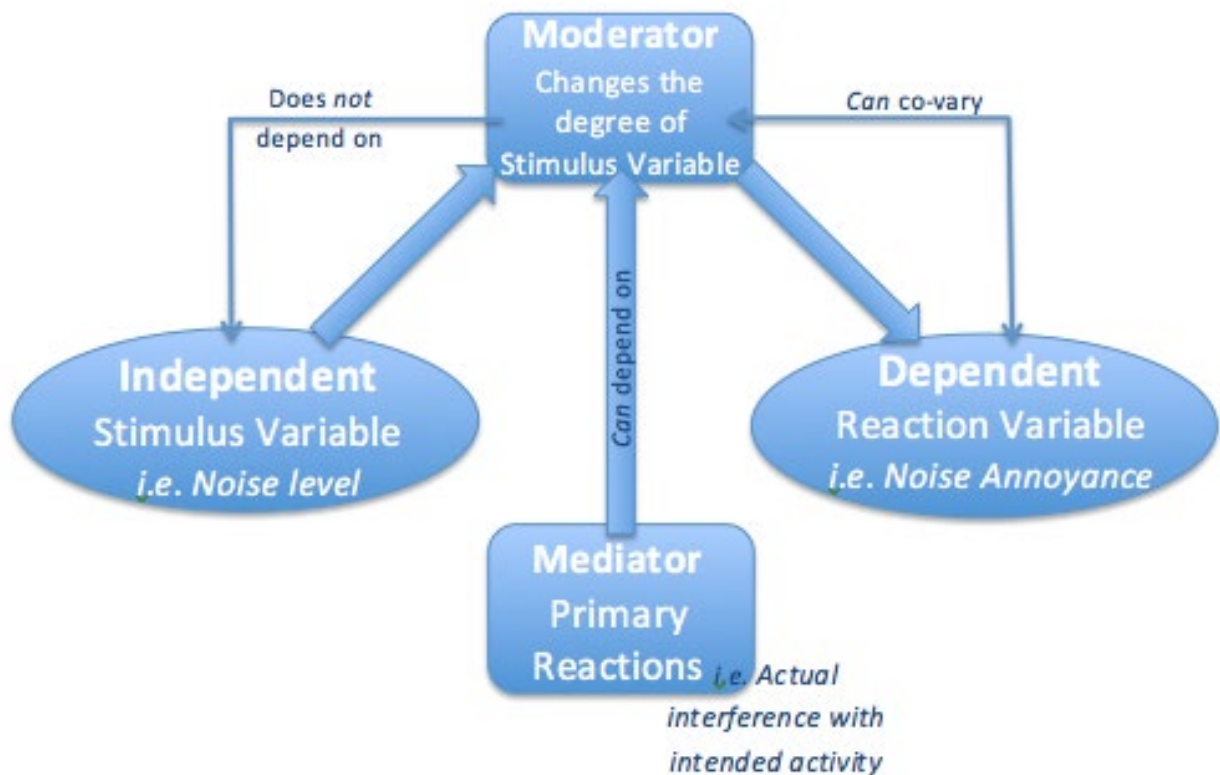 Moderator
Changes the
degree of
Stimulus Variable
Does not
depend on
Can co-vary
Can depend on
Independent
Stimulus Variable
i.e. Noise level
Dependent
Reaction Variable
i.e. Noise Annoyance
Mediator
Primary
Reactions
i.e. Actual
interference with
intended activity